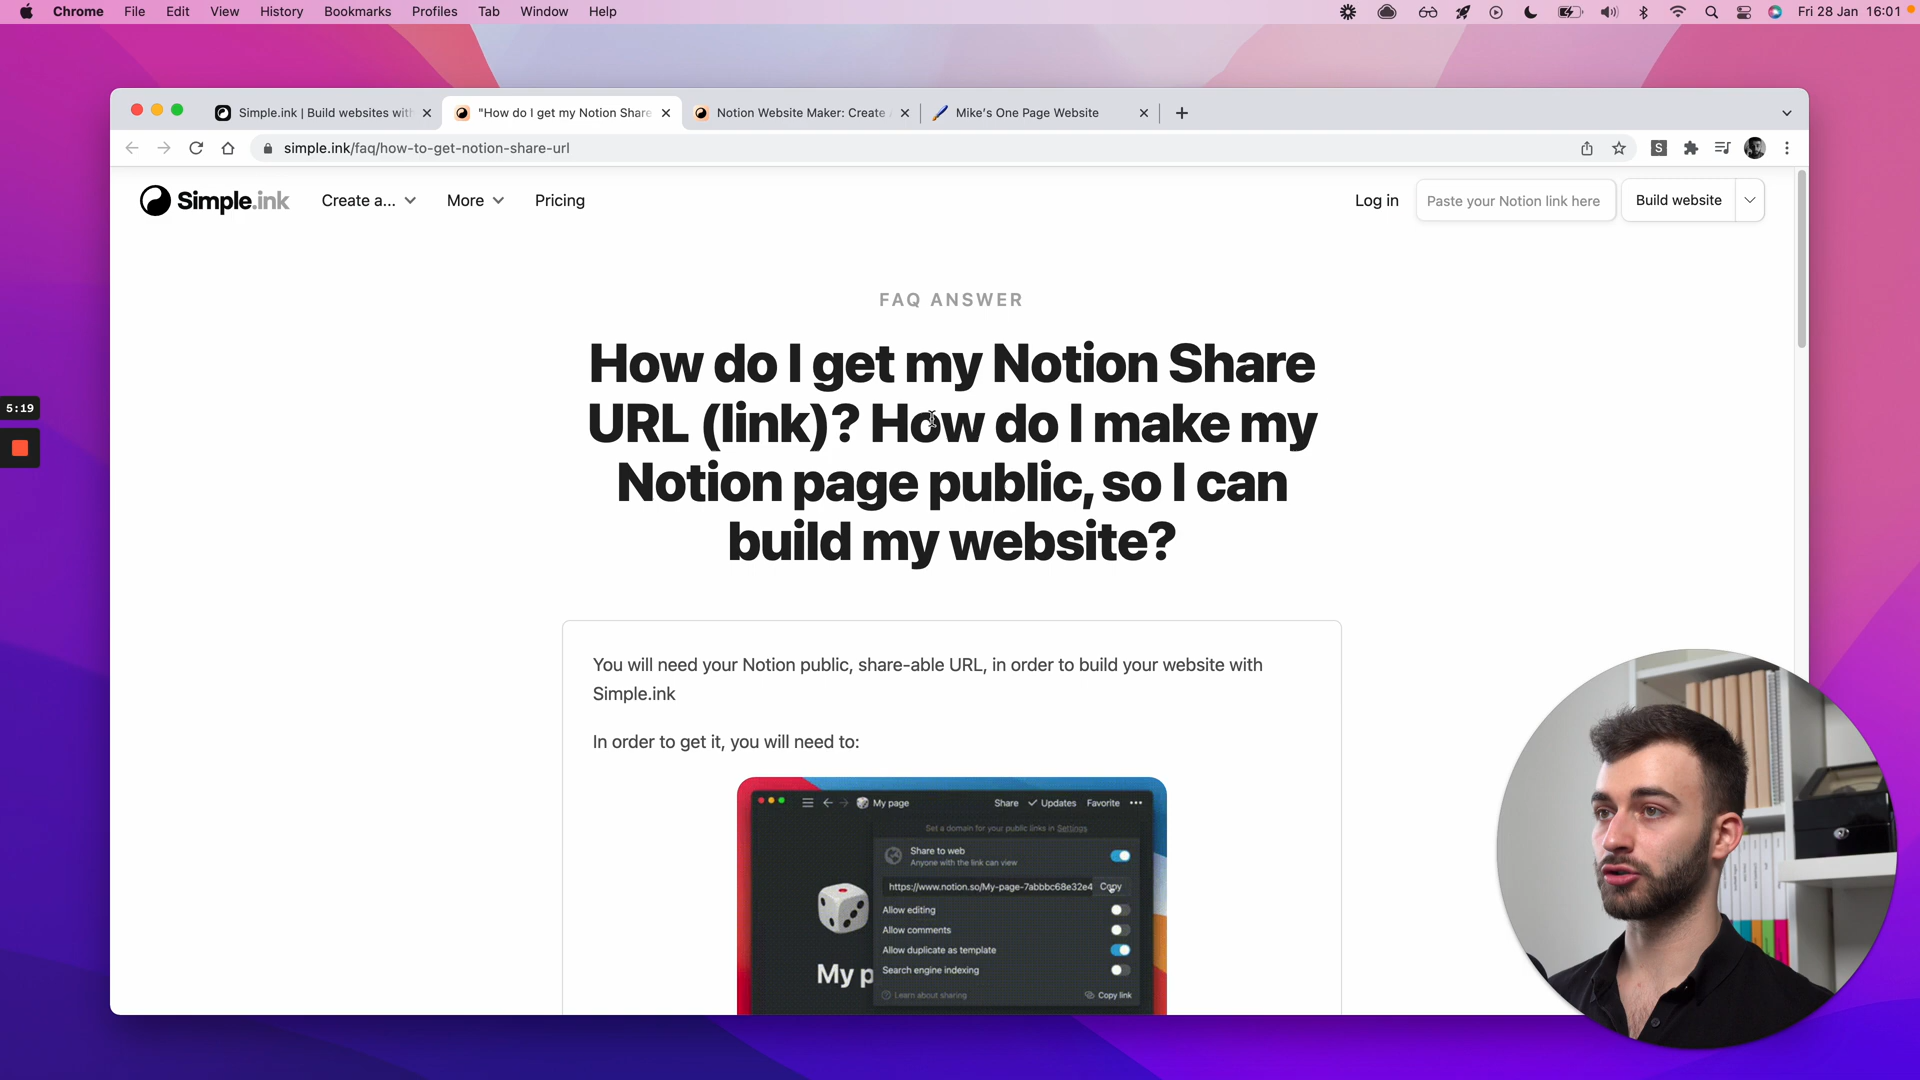 Chrome File Edit View History Bookmarks Profiles Tab Window Help Fri 28 Jan 16:01
Simple.ink | Build websites with "How do I get my Notion Share Notion Website Maker: Create Mike's One Page Website
simple.ink/faq/how-to-get-notion-share-url S
Simple.ink Create a... More Pricing Log in Paste your Notion link here Build website
FAQ ANSWER
How do I get my Notion Share
URL (link)? How do I make my
Notion page public, so I can
build my website?
5:19
You will need your Notion public, share-able URL, in order to build your website with
Simple.ink
In order to get it, you will need to:
My page Share Updates Favorite
Set a domain for your public links in Settings
Share to web
Anyone with the link can view
https://www.notion.so/My-page-7abbbc68e32e4 Copy
Allow editing
Allow comments
Allow duplicate as template
My p
Search engine indexing
Learn about sharing Copy link